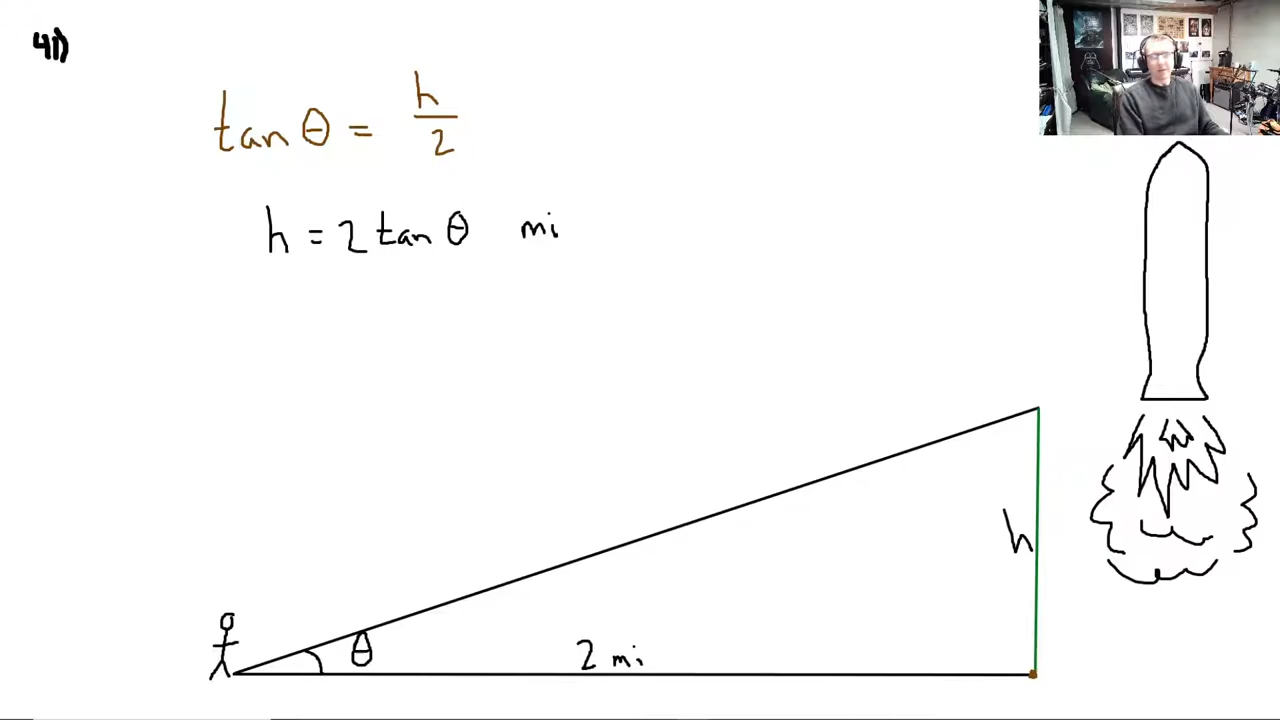 41)
tan θ = h/2
h = 2 tan θ mi
h
θ
2 mi